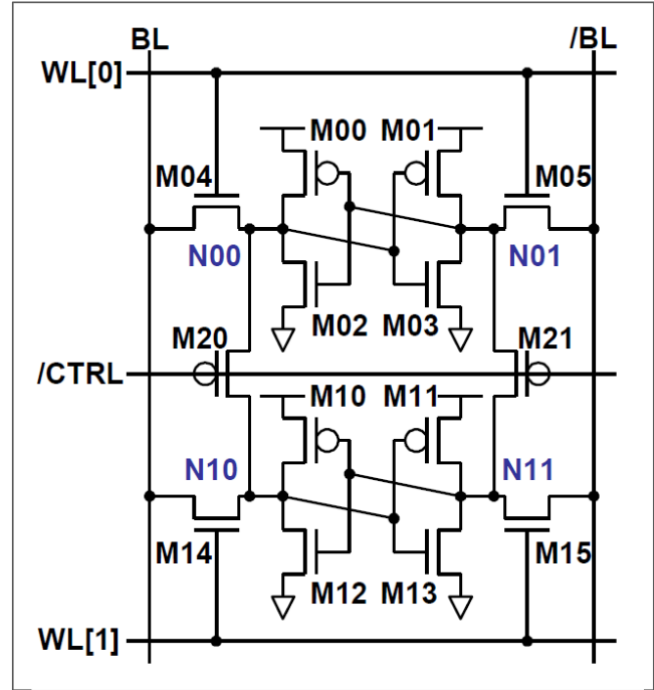 BL /BL
WL[0]
M00 M01
M04 M05
N00 N01
M02 M03
M20 M21
/CTRL
M10 M11
N10 N11
M14 M15
M12 M13
WL[1]